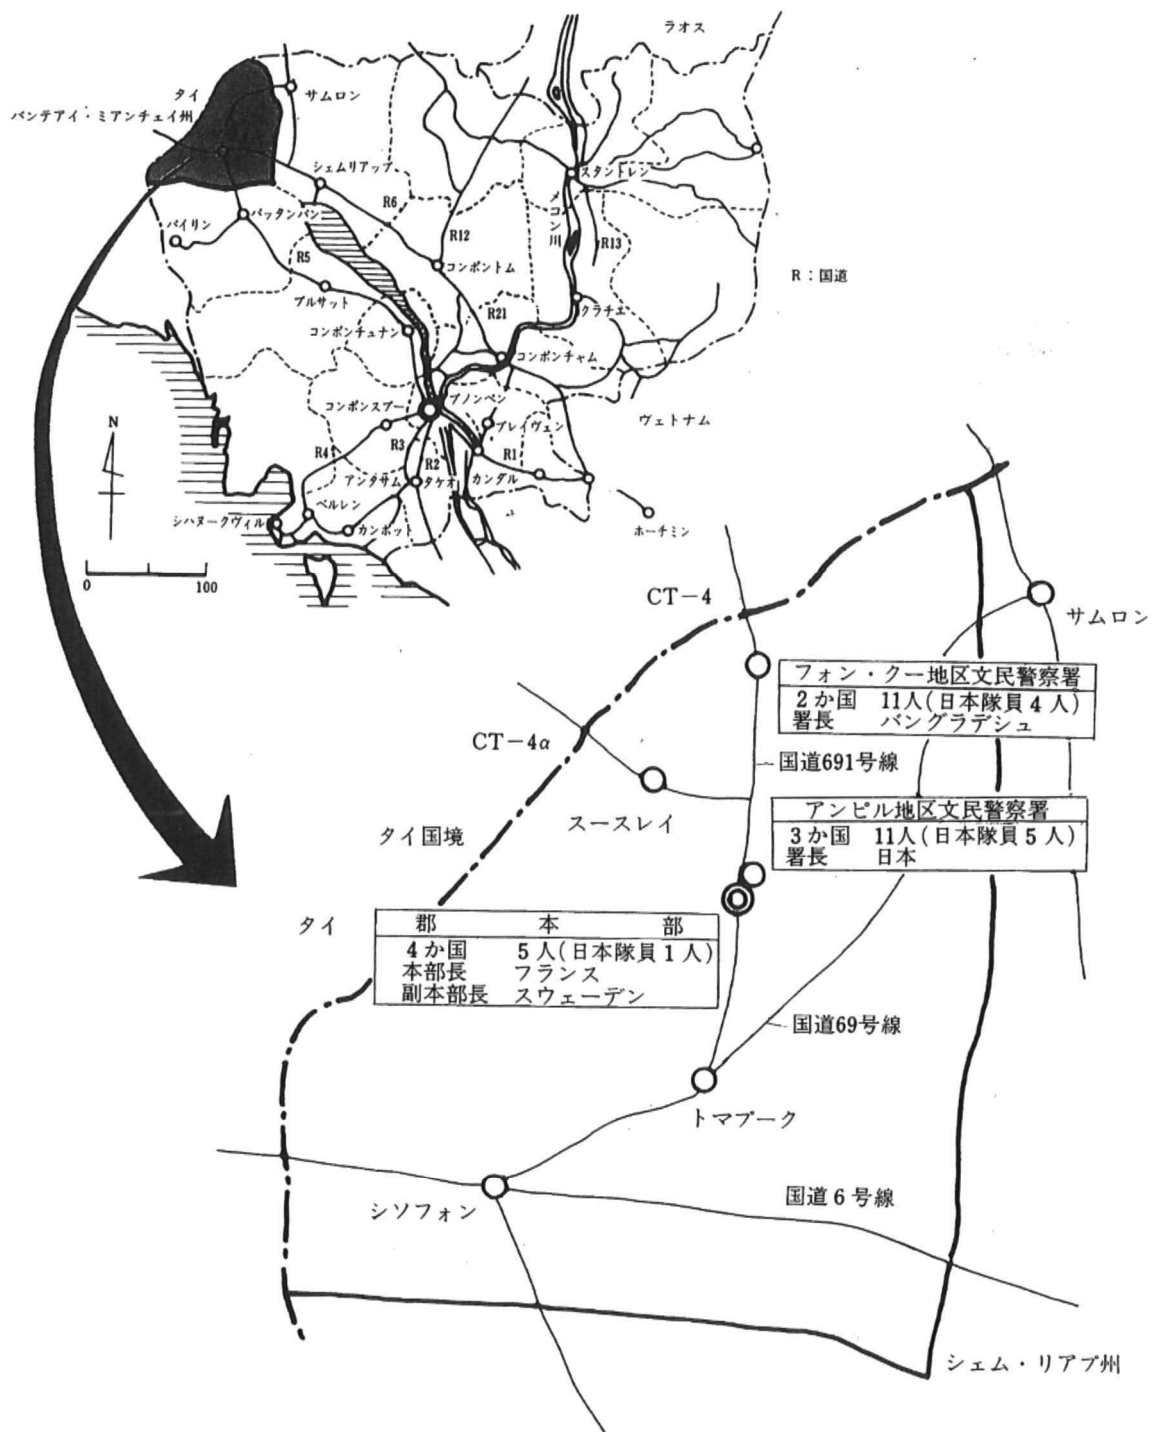 ラオス
タイ
サムロン
バンテアイ・ミアンチェイ州
シェムリアップ
スタントレン
R6
メコン川
バッタンバン
パイリン
R12
R13
R5
コンポントム
R：国道
プルサット
クラチエ
R21
コンポンチュナン
コンポンチャム
コンポンスプー
プノンペン
プレイヴェン
ヴェトナム
N
R4
R3
R2
R1
アンタサム
タケオ
カンダル
ベルレン
シハヌークヴィル
カンポット
ホーチミン
0
100
CT－4
サムロン
フォン・クー地区文民警察署
2か国 11人(日本隊員4人)
署長 バングラデシュ
CT－4α
国道691号線
スースレイ
アンピル地区文民警察署
3か国 11人(日本隊員5人)
署長 日本
タイ国境
タイ
郡本部
4か国 5人(日本隊員1人)
本部長 フランス
副本部長 スウェーデン
国道69号線
トマプーク
国道6号線
シソフォン
シェム・リアプ州